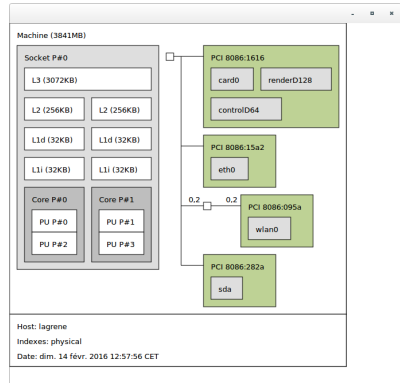 Machine (3841MB)
Socket P#0
L3 (3072KB)
L2 (256KB) L2 (256KB)
L1d (32KB) L1d (32KB)
L1i (32KB) L1i (32KB)
Core P#0 Core P#1
PU P#0 PU P#1
PU P#2 PU P#3
PCI 8086:1616
card0 renderD128
controlD64
PCI 8086:15a2
eth0
0,2 0,2 PCI 8086:095a
wlan0
PCI 8086:282a
sda
Host: lagrene
Indexes: physical
Date: dim. 14 févr. 2016 12:57:56 CET